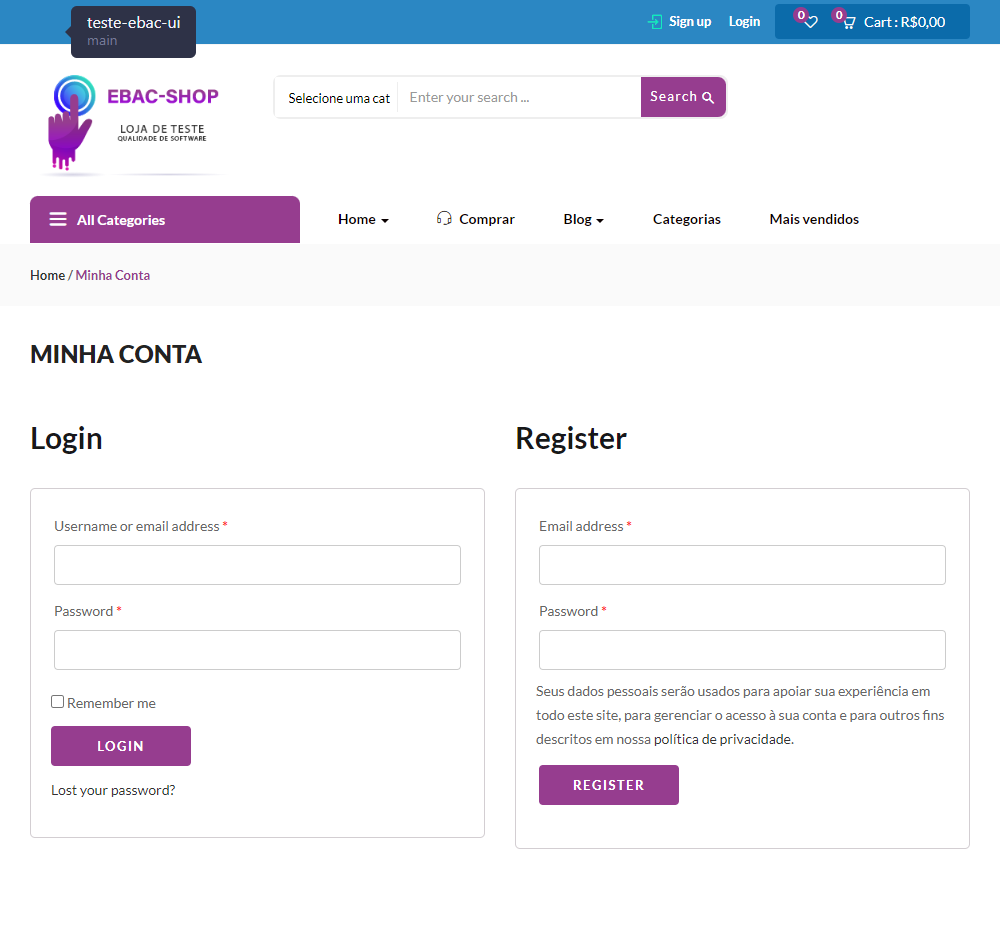 teste-ebac-ui
main
Sign up
Login
0
0
Cart : R$0,00
EBAC-SHOP
LOJA DE TESTE
QUALIDADE DE SOFTWARE
Selecione uma cat
Enter your search ...
Search
All Categories
Home
Comprar
Blog
Categorias
Mais vendidos
Home / Minha Conta
MINHA CONTA
Login
Username or email address *
Password *
Remember me
LOGIN
Lost your password?
Register
Email address *
Password *
Seus dados pessoais serão usados para apoiar sua experiência em
todo este site, para gerenciar o acesso à sua conta e para outros fins
descritos em nossa política de privacidade.
REGISTER